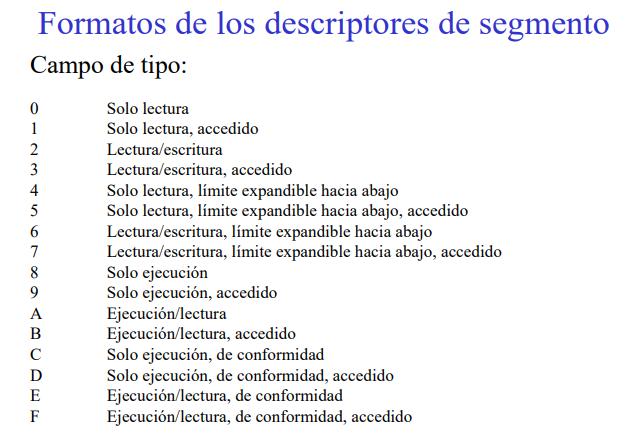 Formatos de los descriptores de segmento
Campo de tipo:
0 Solo lectura
1 Solo lectura, accedido
2 Lectura/escritura
3 Lectura/escritura, accedido
4 Solo lectura, límite expandible hacia abajo
5 Solo lectura, límite expandible hacia abajo, accedido
6 Lectura/escritura, límite expandible hacia abajo
7 Lectura/escritura, límite expandible hacia abajo, accedido
8 Solo ejecución
9 Solo ejecución, accedido
A Ejecución/lectura
B Ejecución/lectura, accedido
C Solo ejecución, de conformidad
D Solo ejecución, de conformidad, accedido
E Ejecución/lectura, de conformidad
F Ejecución/lectura, de conformidad, accedido